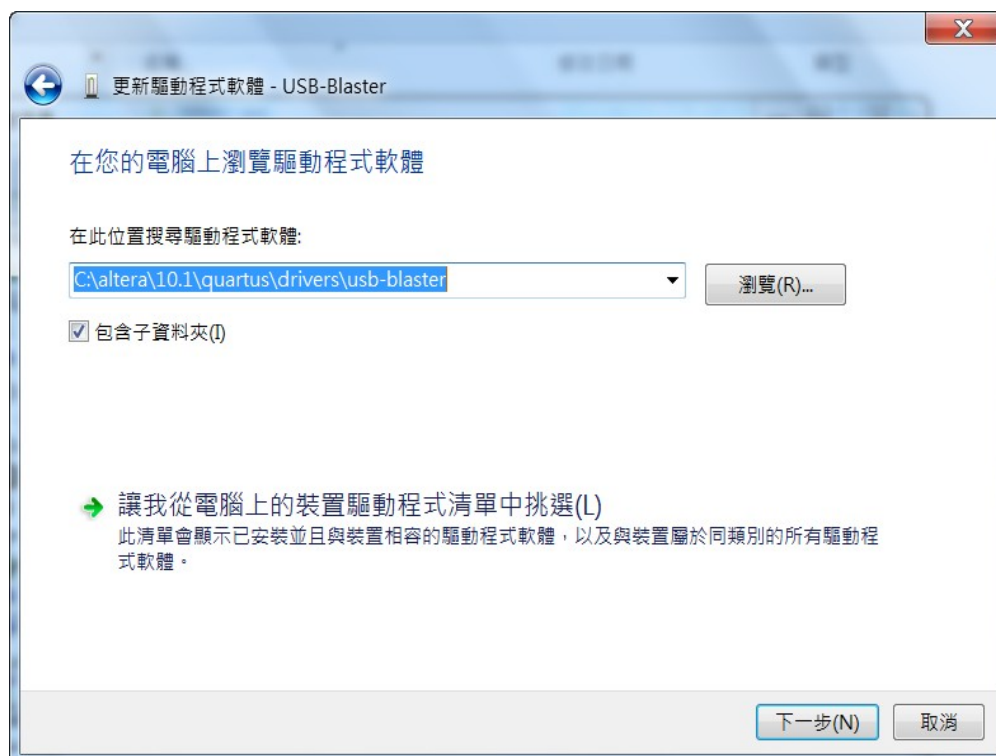 更新驅動程式軟體 - USB-Blaster
在您的電腦上瀏覽驅動程式軟體
在此位置搜尋驅動程式軟體:
C:\altera\10.1\quartus\drivers\usb-blaster
瀏覽(R)...
包含子資料夾(I)
讓我從電腦上的裝置驅動程式清單中挑選(L)
此清單會顯示已安裝並且與裝置相容的驅動程式軟體，以及與裝置屬於同類別的所有驅動程
式軟體。
下一步(N)
取消